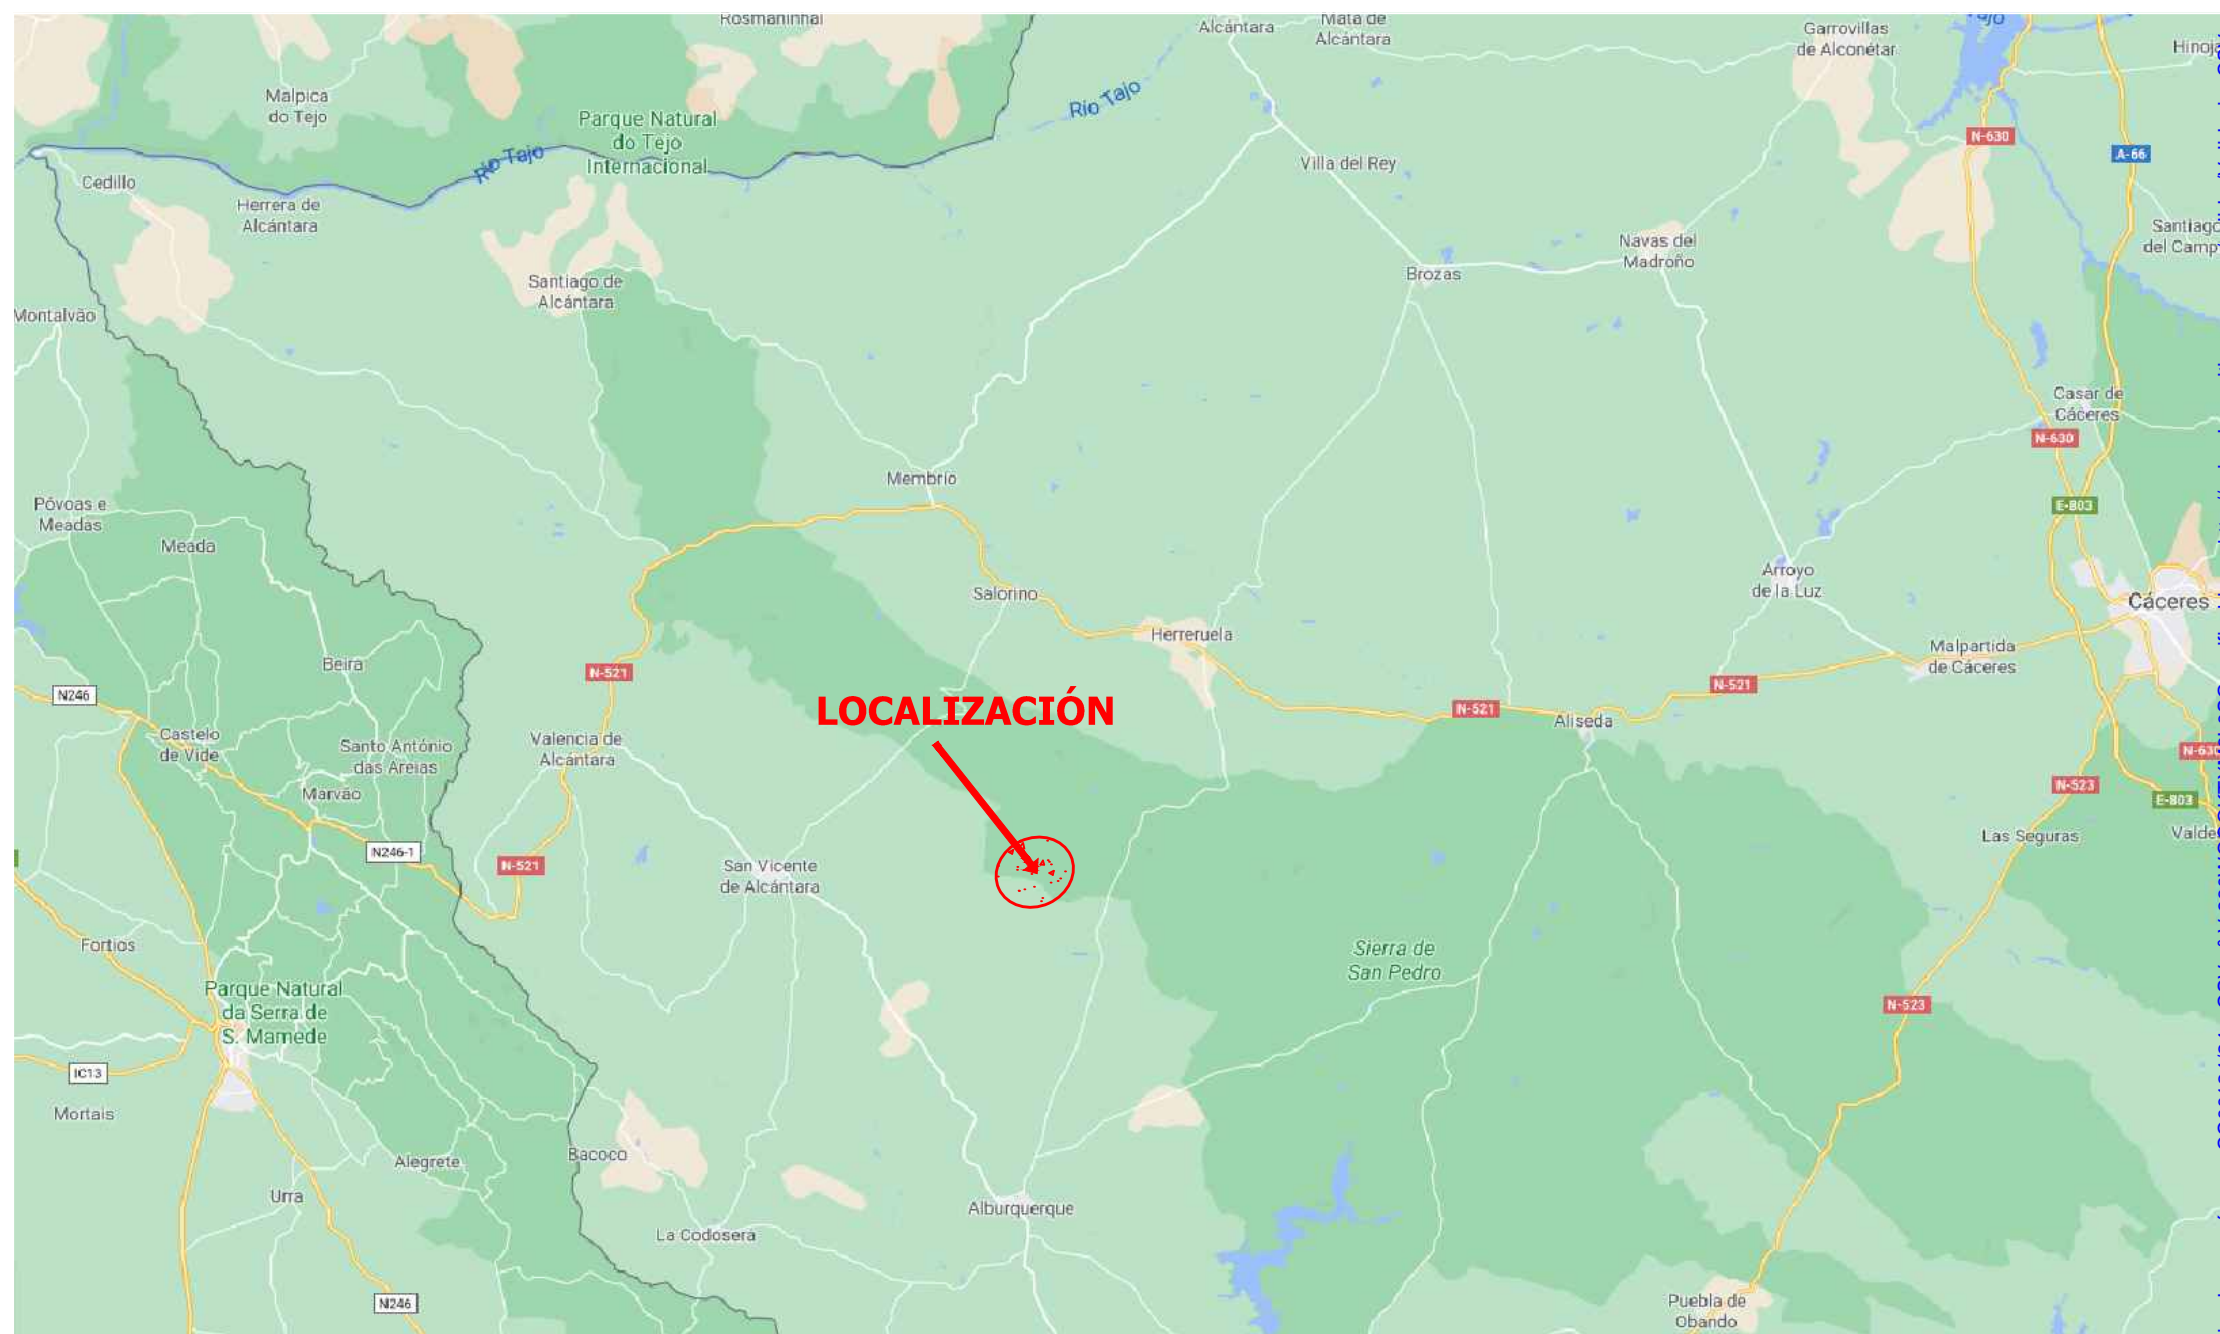 Rosmaninhal
Alcántara
Mata de
Alcántara
Garrovillas
de Alconétar
Tajo
Hinoja
Malpica
do Tejo
Parque Natural
do Tejo
Internacional
Río Tajo
Río Tajo
N-630
A-66
Villa del Rey
Cedillo
Herrera de
Alcántara
Santiago
del Camp
Navas del
Madroño
Brozas
Santiago de
Alcántara
Montalvão
Casar de
Cáceres
N-630
Membrío
E-803
Póvoas e
Meadas
Meada
Arroyo
de la Luz
Salorino
Cáceres
Herreruela
Malpartida
de Cáceres
Beira
N-521
N246
N-521
N-521
LOCALIZACIÓN
Aliseda
Castelo
de Vide
Santo António
das Areias
Valencia de
Alcántara
N-630
Marvão
N-523
E-803
Las Seguras
Valde
N246-1
N-521
San Vicente
de Alcántara
Fortios
Sierra de
San Pedro
Parque Natural
da Serra de
S. Mamede
N-523
IC13
Mortais
Bacoco
Alegrete
Urra
Alburquerque
La Codosera
N246
Puebla de
Obando